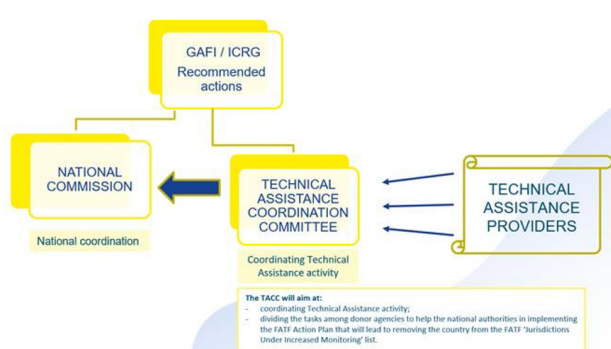 GAFI / ICRG
Recommended
actions
NATIONAL
COMMISSION
National coordination
TECHNICAL
ASSISTANCE
COORDINATION
COMMITTEE
Coordinating Technical
Assistance activity
TECHNICAL
ASSISTANCE
PROVIDERS
The TACC will aim at:
- coordinating Technical Assistance activity;
- dividing the tasks among donor agencies to help the national authorities in implementing
the FATF Action Plan that will lead to removing the country from the FATF 'Jurisdictions
Under Increased Monitoring' list.